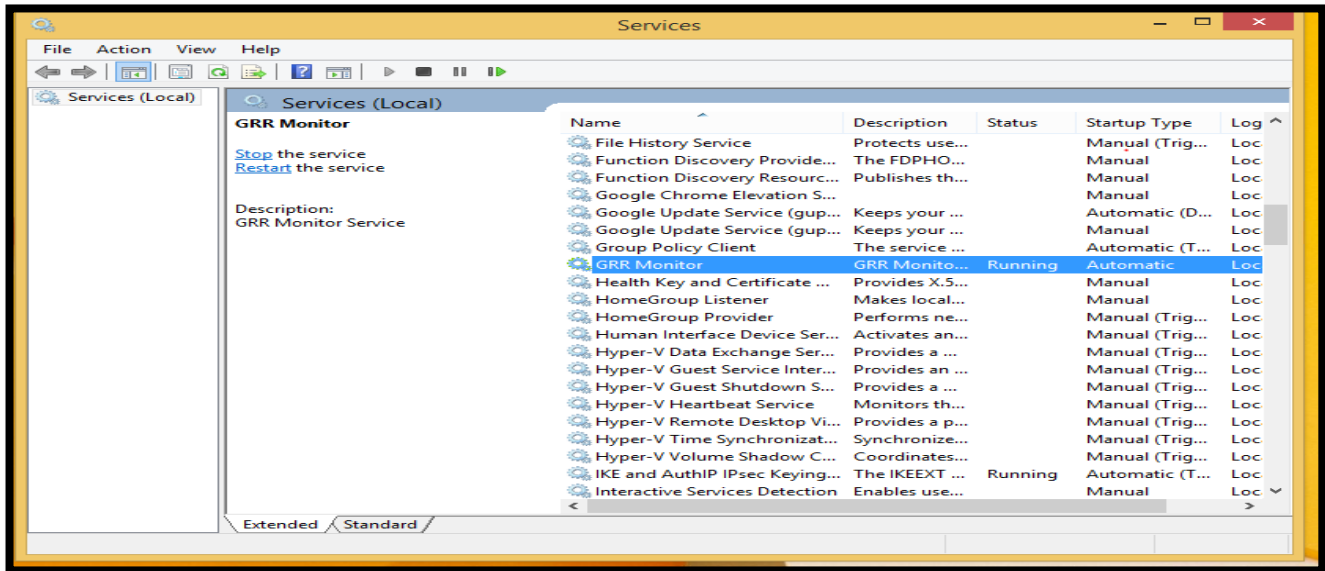 Services
File Action View Help
Services (Local)
Services (Local)
GRR Monitor
Stop the service
Restart the service
Description:
GRR Monitor Service
Name Description Status Startup Type Log
File History Service Protects use... Manual (Trig... Loc
Function Discovery Provide... The FDPHO... Manual Loc
Function Discovery Resourc... Publishes th... Manual Loc
Google Chrome Elevation S... Manual Loc
Google Update Service (gup... Keeps your ... Automatic (D... Loc
Google Update Service (gup... Keeps your ... Manual Loc
Group Policy Client The service ... Automatic (T... Loc
GRR Monitor GRR Monito... Running Automatic Loc
Health Key and Certificate ... Provides X.5... Manual Loc
HomeGroup Listener Makes local... Manual Loc
HomeGroup Provider Performs ne... Manual (Trig... Loc
Human Interface Device Ser... Activates an... Manual (Trig... Loc
Hyper-V Data Exchange Ser... Provides a ... Manual (Trig... Loc
Hyper-V Guest Service Inter... Provides an ... Manual (Trig... Loc
Hyper-V Guest Shutdown S... Provides a ... Manual (Trig... Loc
Hyper-V Heartbeat Service Monitors th... Manual (Trig... Loc
Hyper-V Remote Desktop Vi... Provides a p... Manual (Trig... Loc
Hyper-V Time Synchronizat... Synchronize... Manual (Trig... Loc
Hyper-V Volume Shadow C... Coordinates... Manual (Trig... Loc
IKE and AuthIP IPsec Keying... The IKEEXT ... Running Automatic (T... Loc
Interactive Services Detection Enables use... Manual Loc
Extended Standard